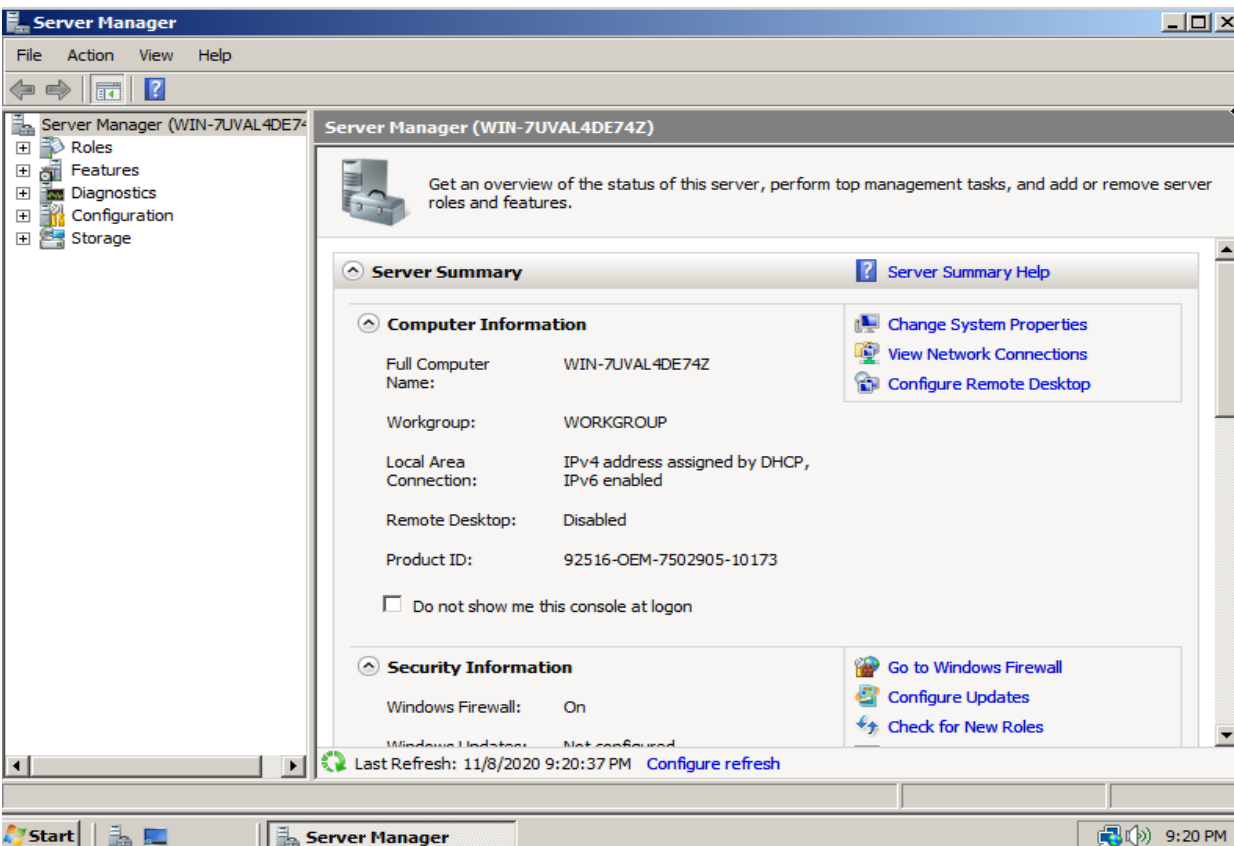 Server Manager
File Action View Help
Server Manager (WIN-7UVAL4DE74
Roles
Features
Diagnostics
Configuration
Storage
Server Manager (WIN-7UVAL4DE74Z)
Get an overview of the status of this server, perform top management tasks, and add or remove server
roles and features.
Server Summary
Server Summary Help
Computer Information
Full Computer
Name:
WIN-7UVAL4DE74Z
Workgroup:
WORKGROUP
Local Area
Connection:
IPv4 address assigned by DHCP,
IPv6 enabled
Remote Desktop:
Disabled
Product ID:
92516-OEM-7502905-10173
Do not show me this console at logon
Change System Properties
View Network Connections
Configure Remote Desktop
Security Information
Windows Firewall:
On
Windows Updates:
Not configured
Go to Windows Firewall
Configure Updates
Check for New Roles
Last Refresh: 11/8/2020 9:20:37 PM Configure refresh
Start
Server Manager
9:20 PM